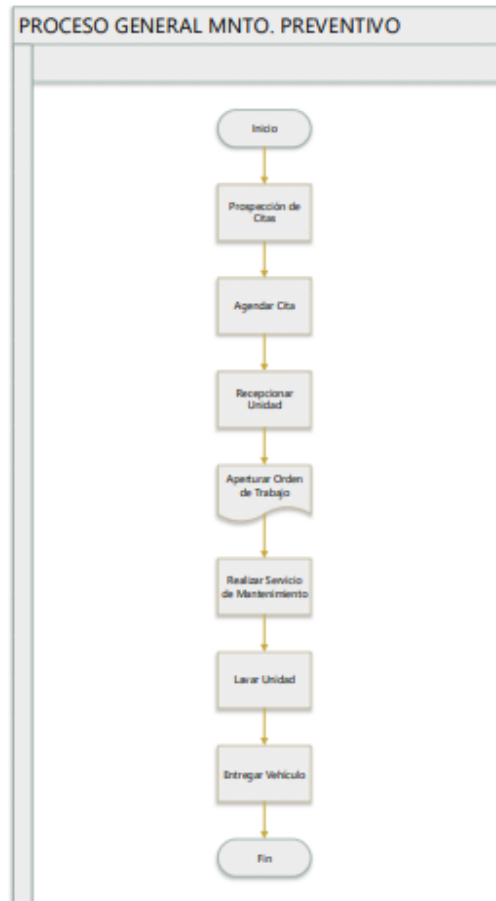 PROCESO GENERAL MNTO. PREVENTIVO
Inicio
Prospección de
Citas
Agendar Cita
Recepcionar
Unidad
Aperturar Orden
de Trabajo
Realizar Servicio
de Mantenimiento
Lavar Unidad
Entregar Vehículo
Fin